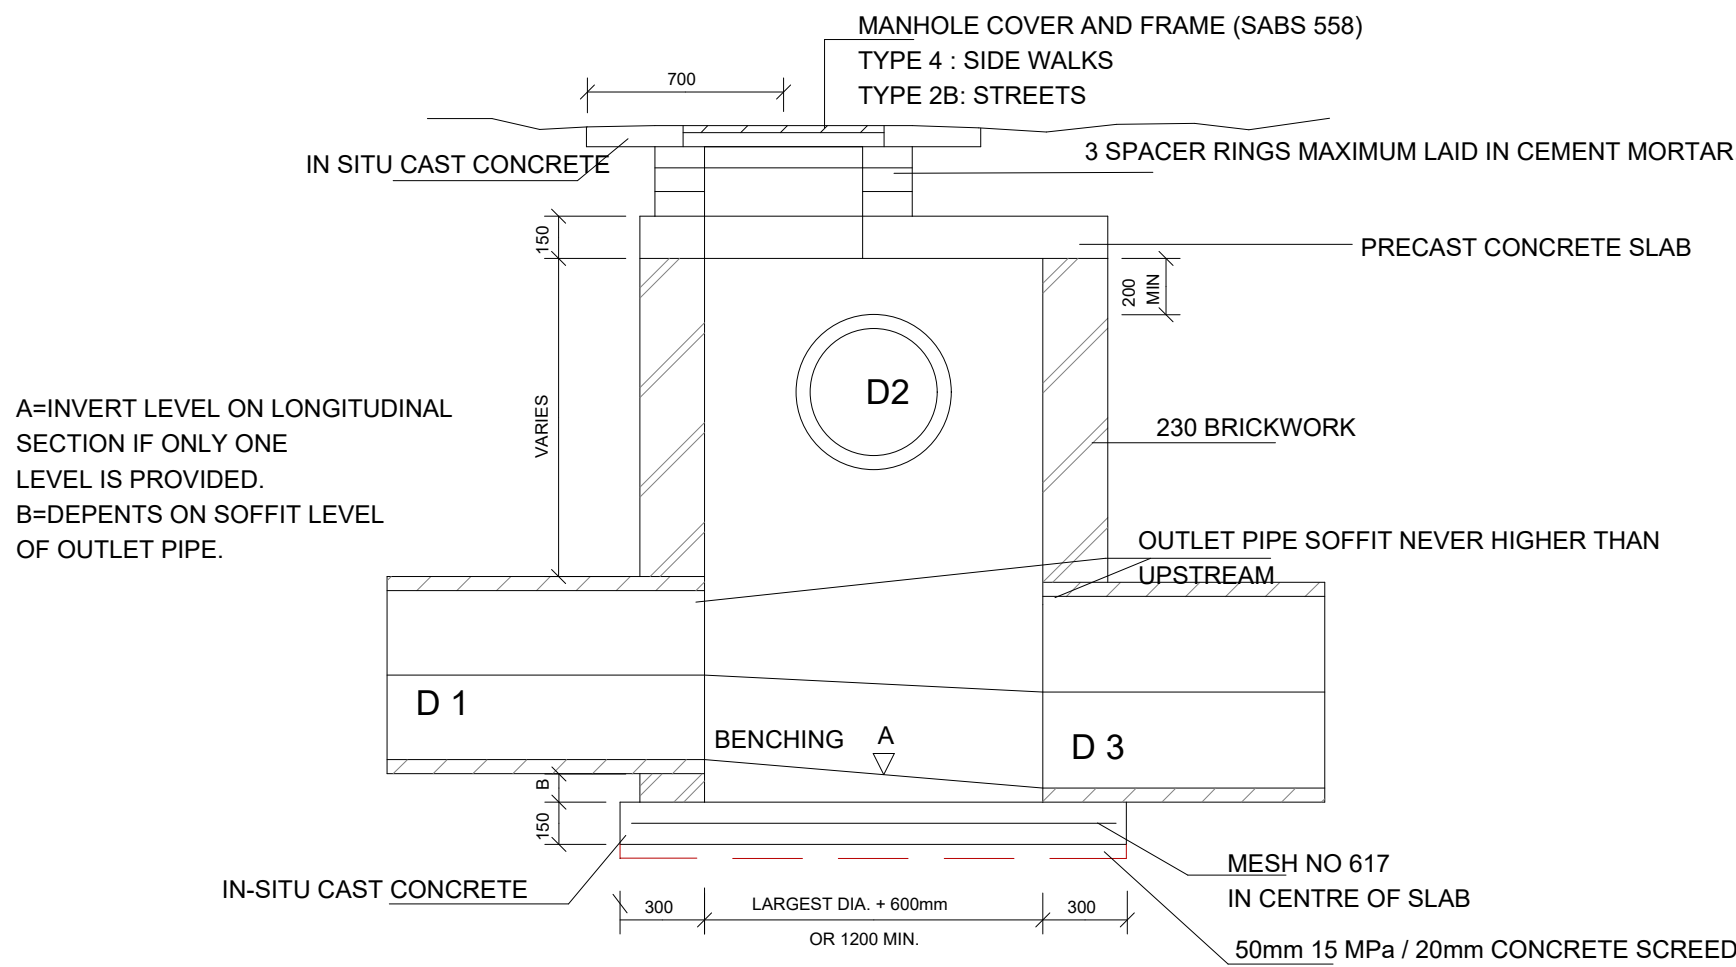 MANHOLE COVER AND FRAME (SABS 558)
TYPE 4 : SIDE WALKS
TYPE 2B: STREETS
700
IN SITU CAST CONCRETE
3 SPACER RINGS MAXIMUM LAID IN CEMENT MORTAR
150
PRECAST CONCRETE SLAB
200
MIN
D2
VARIES
A=INVERT LEVEL ON LONGITUDINAL
SECTION IF ONLY ONE
LEVEL IS PROVIDED.
B=DEPENTS ON SOFFIT LEVEL
OF OUTLET PIPE.
230 BRICKWORK
OUTLET PIPE SOFFIT NEVER HIGHER THAN
UPSTREAM
D 1
BENCHING
A
D 3
B
150
IN-SITU CAST CONCRETE
MESH NO 617
IN CENTRE OF SLAB
300
LARGEST DIA. + 600mm
OR 1200 MIN.
300
50mm 15 MPa / 20mm CONCRETE SCREED